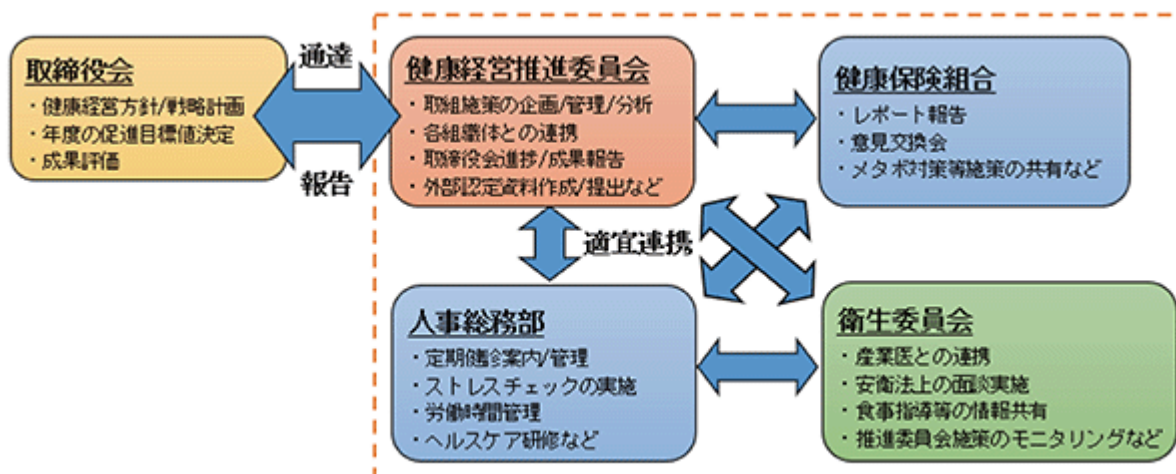 取締役会
・健康経営方針/戦略計画
・年度の促進目標値決定
・成果評価
通達
報告
健康経営推進委員会
・取組施策の企画/管理/分析
・各組織体との連携
・取締役会進捗/成果報告
・外部認定資料作成/提出など
健康保険組合
・レポート報告
・意見交換会
・メタボ対策等施策の共有など
適宜連携
人事総務部
・定期健診案内/管理
・ストレスチェックの実施
・労働時間管理
・ヘルスケア研修など
衛生委員会
・産業医との連携
・安衛法上の面談実施
・食事指導等の情報共有
・推進委員会施策のモニタリングなど